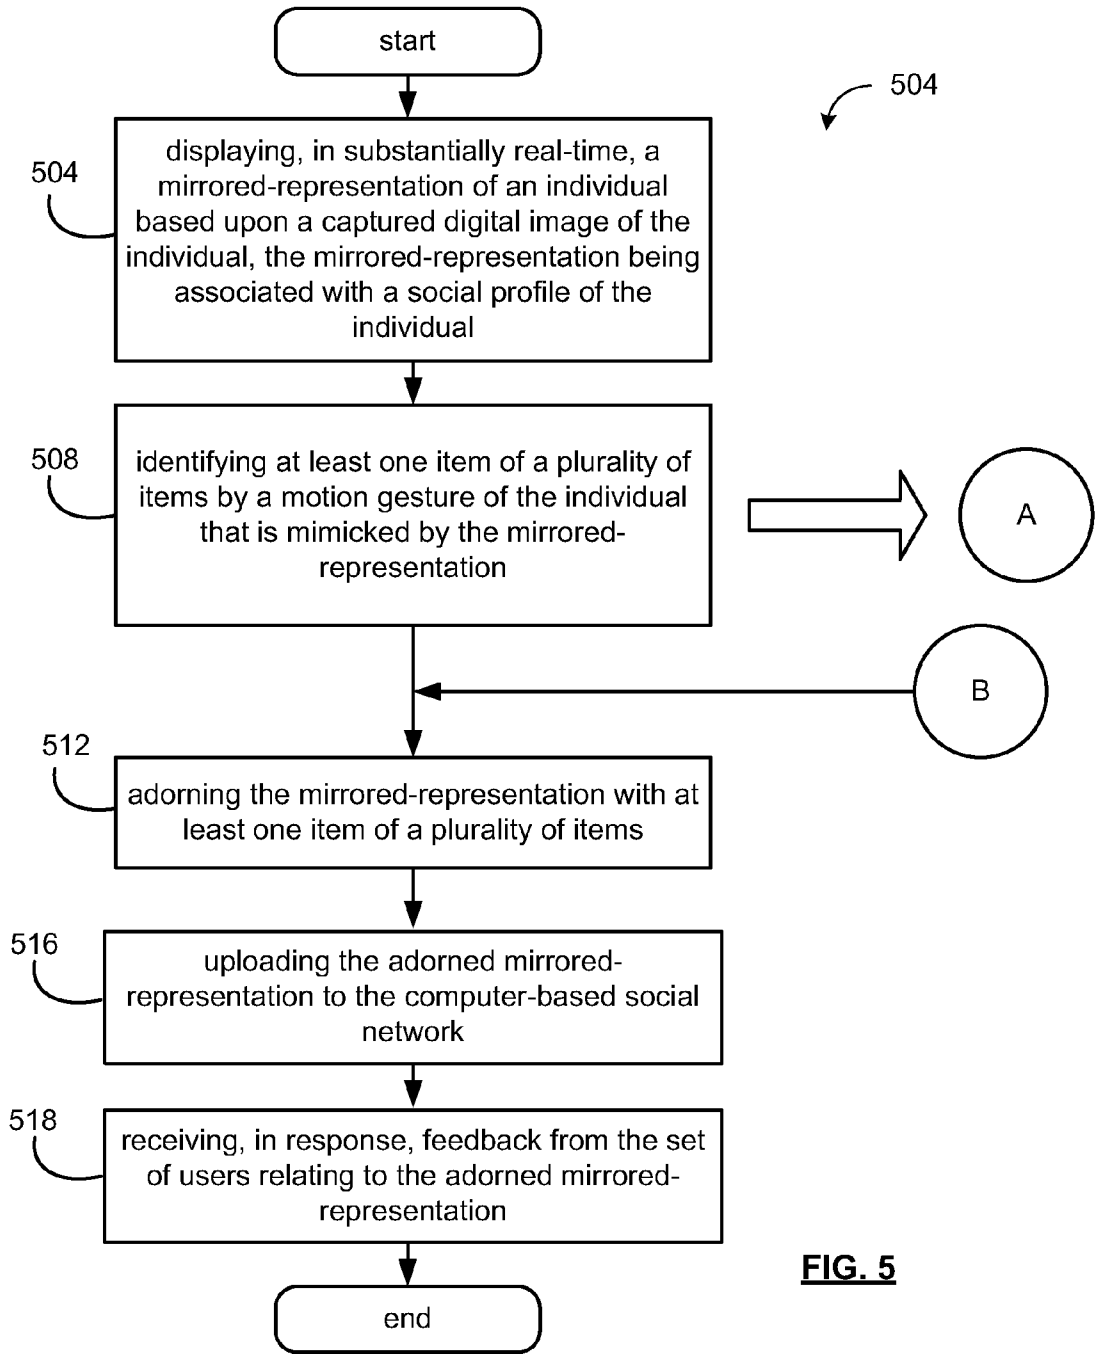 start
504
504
displaying, in substantially real-time, a
mirrored-representation of an individual
based upon a captured digital image of the
individual, the mirrored-representation being
associated with a social profile of the
individual
508
identifying at least one item of a plurality of
items by a motion gesture of the individual
that is mimicked by the mirrored-
representation
A
B
512
adorning the mirrored-representation with at
least one item of a plurality of items
516
uploading the adorned mirrored-
representation to the computer-based social
network
518
receiving, in response, feedback from the set
of users relating to the adorned mirrored-
representation
FIG. 5
end